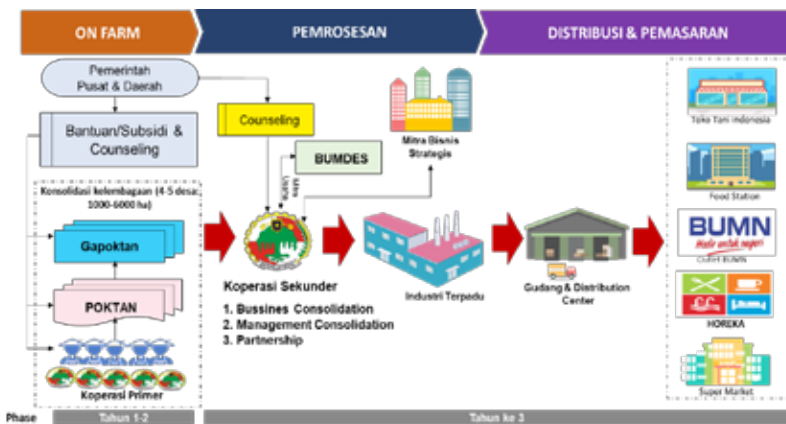 ON FARM
PEMROSESAN
DISTRIBUSI & PEMASARAN
Pemerintah
Pusat & Daerah
Bantuan/Subsidi &
Counseling
Counseling
BUMDES
Mitra Bisnis
Strategis
Konsolidasi kelembagaan (4-5 desa:
1000-6000 ha)
Gapoktan
POKTAN
Koperasi Primer
Koperasi Sekunder
1. Bussines Consolidation
2. Management Consolidation
3. Partnership
Industri Terpadu
Gudang & Distribution
Center
Toko Tani Indonesia
Food Station
BUMN
Hadir untuk negeri
Outlet BUMN
HOREKA
Super Market
Phase
Tahun 1-2
Tahun ke 3